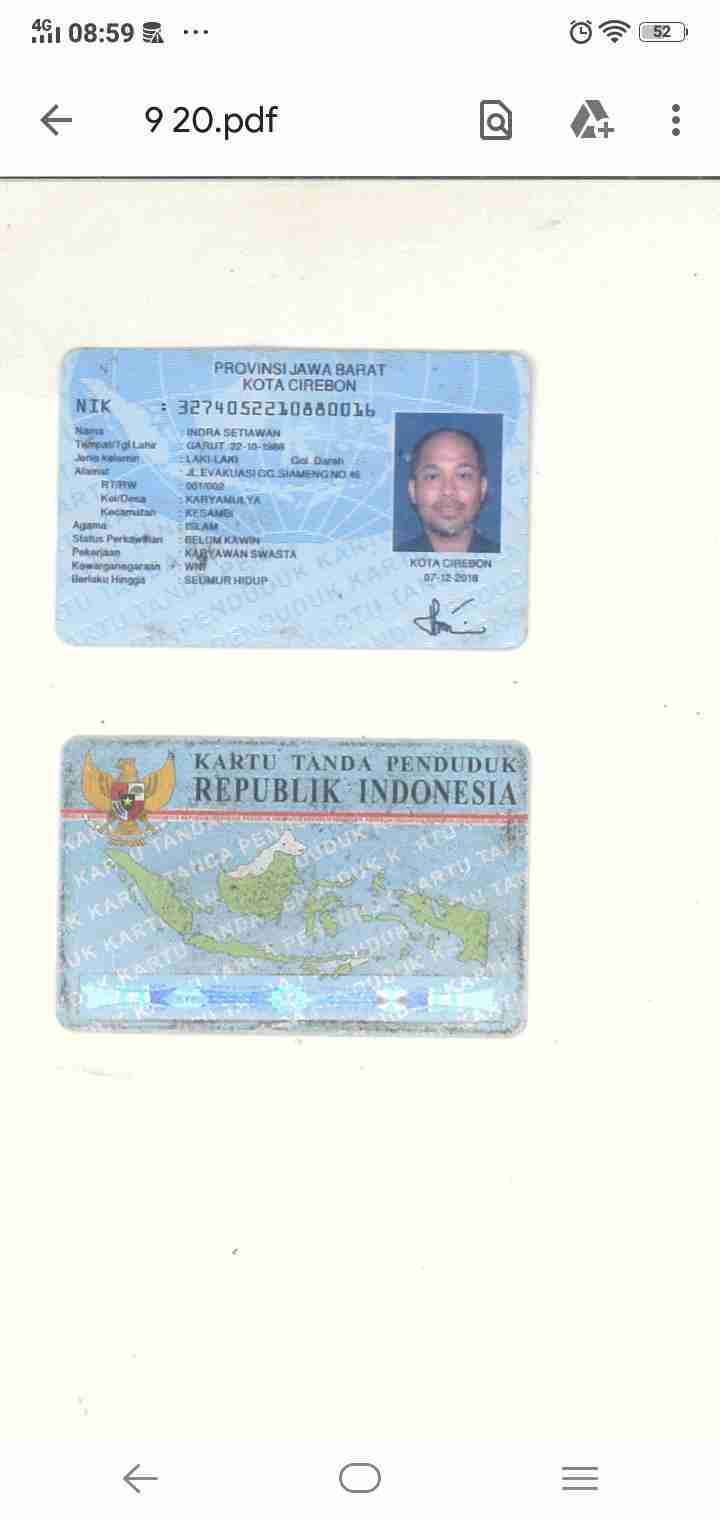 4G 08:59 52
9 20.pdf
PROVINSI JAWA BARAT
KOTA CIREBON
NIK : 3274052210880016
Nama : INDRA SETIAWAN
Tempat/Tgl Lahir : GARUT, 22-10-1988
Jenis kelamin : LAKI-LAKI Gol. Darah :
Alamat : JL.EVAKUASI GG.SIAMENG NO.46
RT/RW : 001/002
Kel/Desa : KARYAMULYA
Kecamatan : KESAMBI
Agama : ISLAM
Status Perkawinan : BELUM KAWIN
Pekerjaan : KARYAWAN SWASTA
Kewarganegaraan : WNI
Berlaku Hingga : SEUMUR HIDUP
KOTA CIREBON
07-12-2018
KARTU TANDA PENDUDUK
REPUBLIK INDONESIA